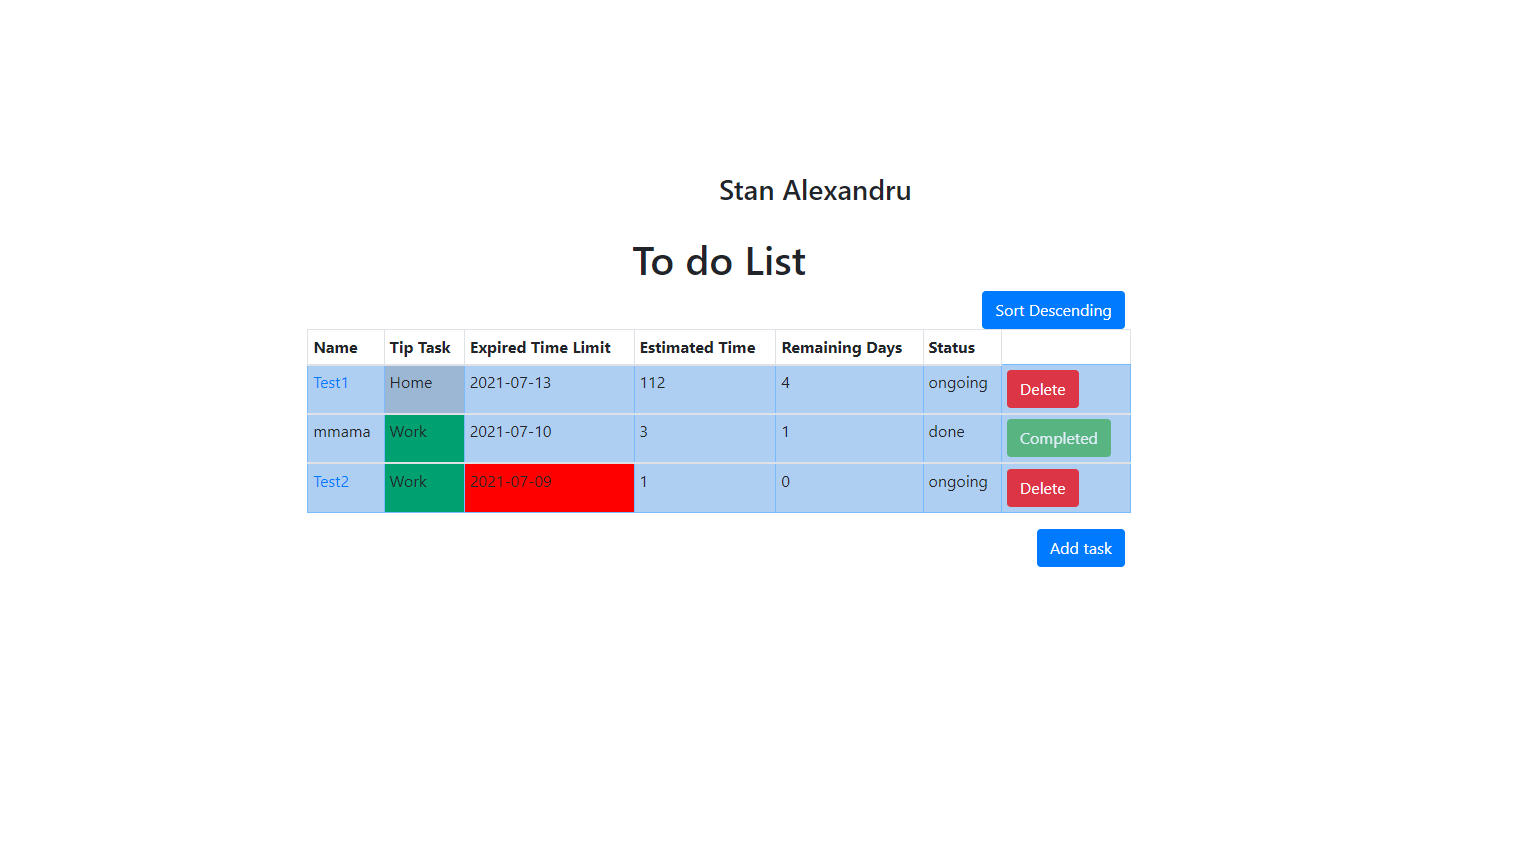 Stan Alexandru
To do List
Sort Descending
Name Tip Task Expired Time Limit Estimated Time Remaining Days Status
Test1 Home 2021-07-13 112 4 ongoing Delete
mmama Work 2021-07-10 3 1 done Completed
Test2 Work 2021-07-09 1 0 ongoing Delete
Add task